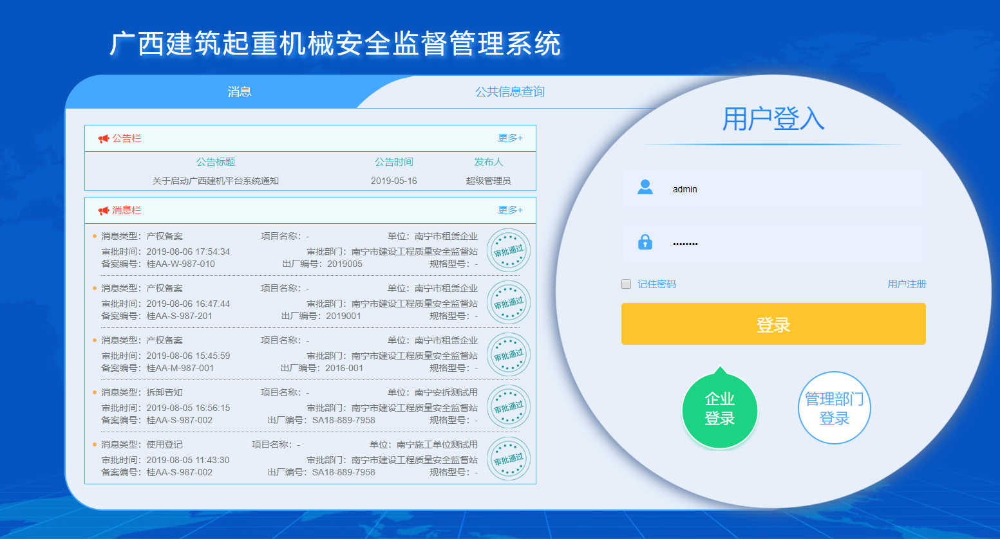 广西建筑起重机械安全监督管理系统
消息
公共信息查询
公告栏
更多+
公告标题 公告时间 发布人
关于启动广西建机平台系统通知 2019-05-16 超级管理员
消息栏
更多+
消息类型：产权备案 项目名称：- 单位：南宁市租赁企业
审批时间：2019-08-06 17:54:34 审批部门：南宁市建设工程质量安全监督站
备案编号：桂AA-W-987-010 出厂编号：2019005 规格型号：-
审批通过
消息类型：产权备案 项目名称：- 单位：南宁市租赁企业
审批时间：2019-08-06 16:47:44 审批部门：南宁市建设工程质量安全监督站
备案编号：桂AA-S-987-201 出厂编号：2019001 规格型号：-
审批通过
消息类型：产权备案 项目名称：- 单位：南宁市租赁企业
审批时间：2019-08-06 15:45:59 审批部门：南宁市建设工程质量安全监督站
备案编号：桂AA-M-987-001 出厂编号：2016-001 规格型号：-
审批通过
消息类型：拆卸告知 项目名称：- 单位：南宁安拆测试用
审批时间：2019-08-05 16:56:15 审批部门：南宁市建设工程质量安全监督站
备案编号：桂AA-S-987-002 出厂编号：SA18-889-7958 规格型号：-
审批通过
消息类型：使用登记 项目名称：- 单位：南宁施工单位测试用
审批时间：2019-08-05 11:43:30 审批部门：南宁市建设工程质量安全监督站
备案编号：桂AA-S-987-002 出厂编号：SA18-889-7958 规格型号：-
审批通过
用户登入
admin
••••••••
记住密码 用户注册
登录
企业
登录
管理部门
登录